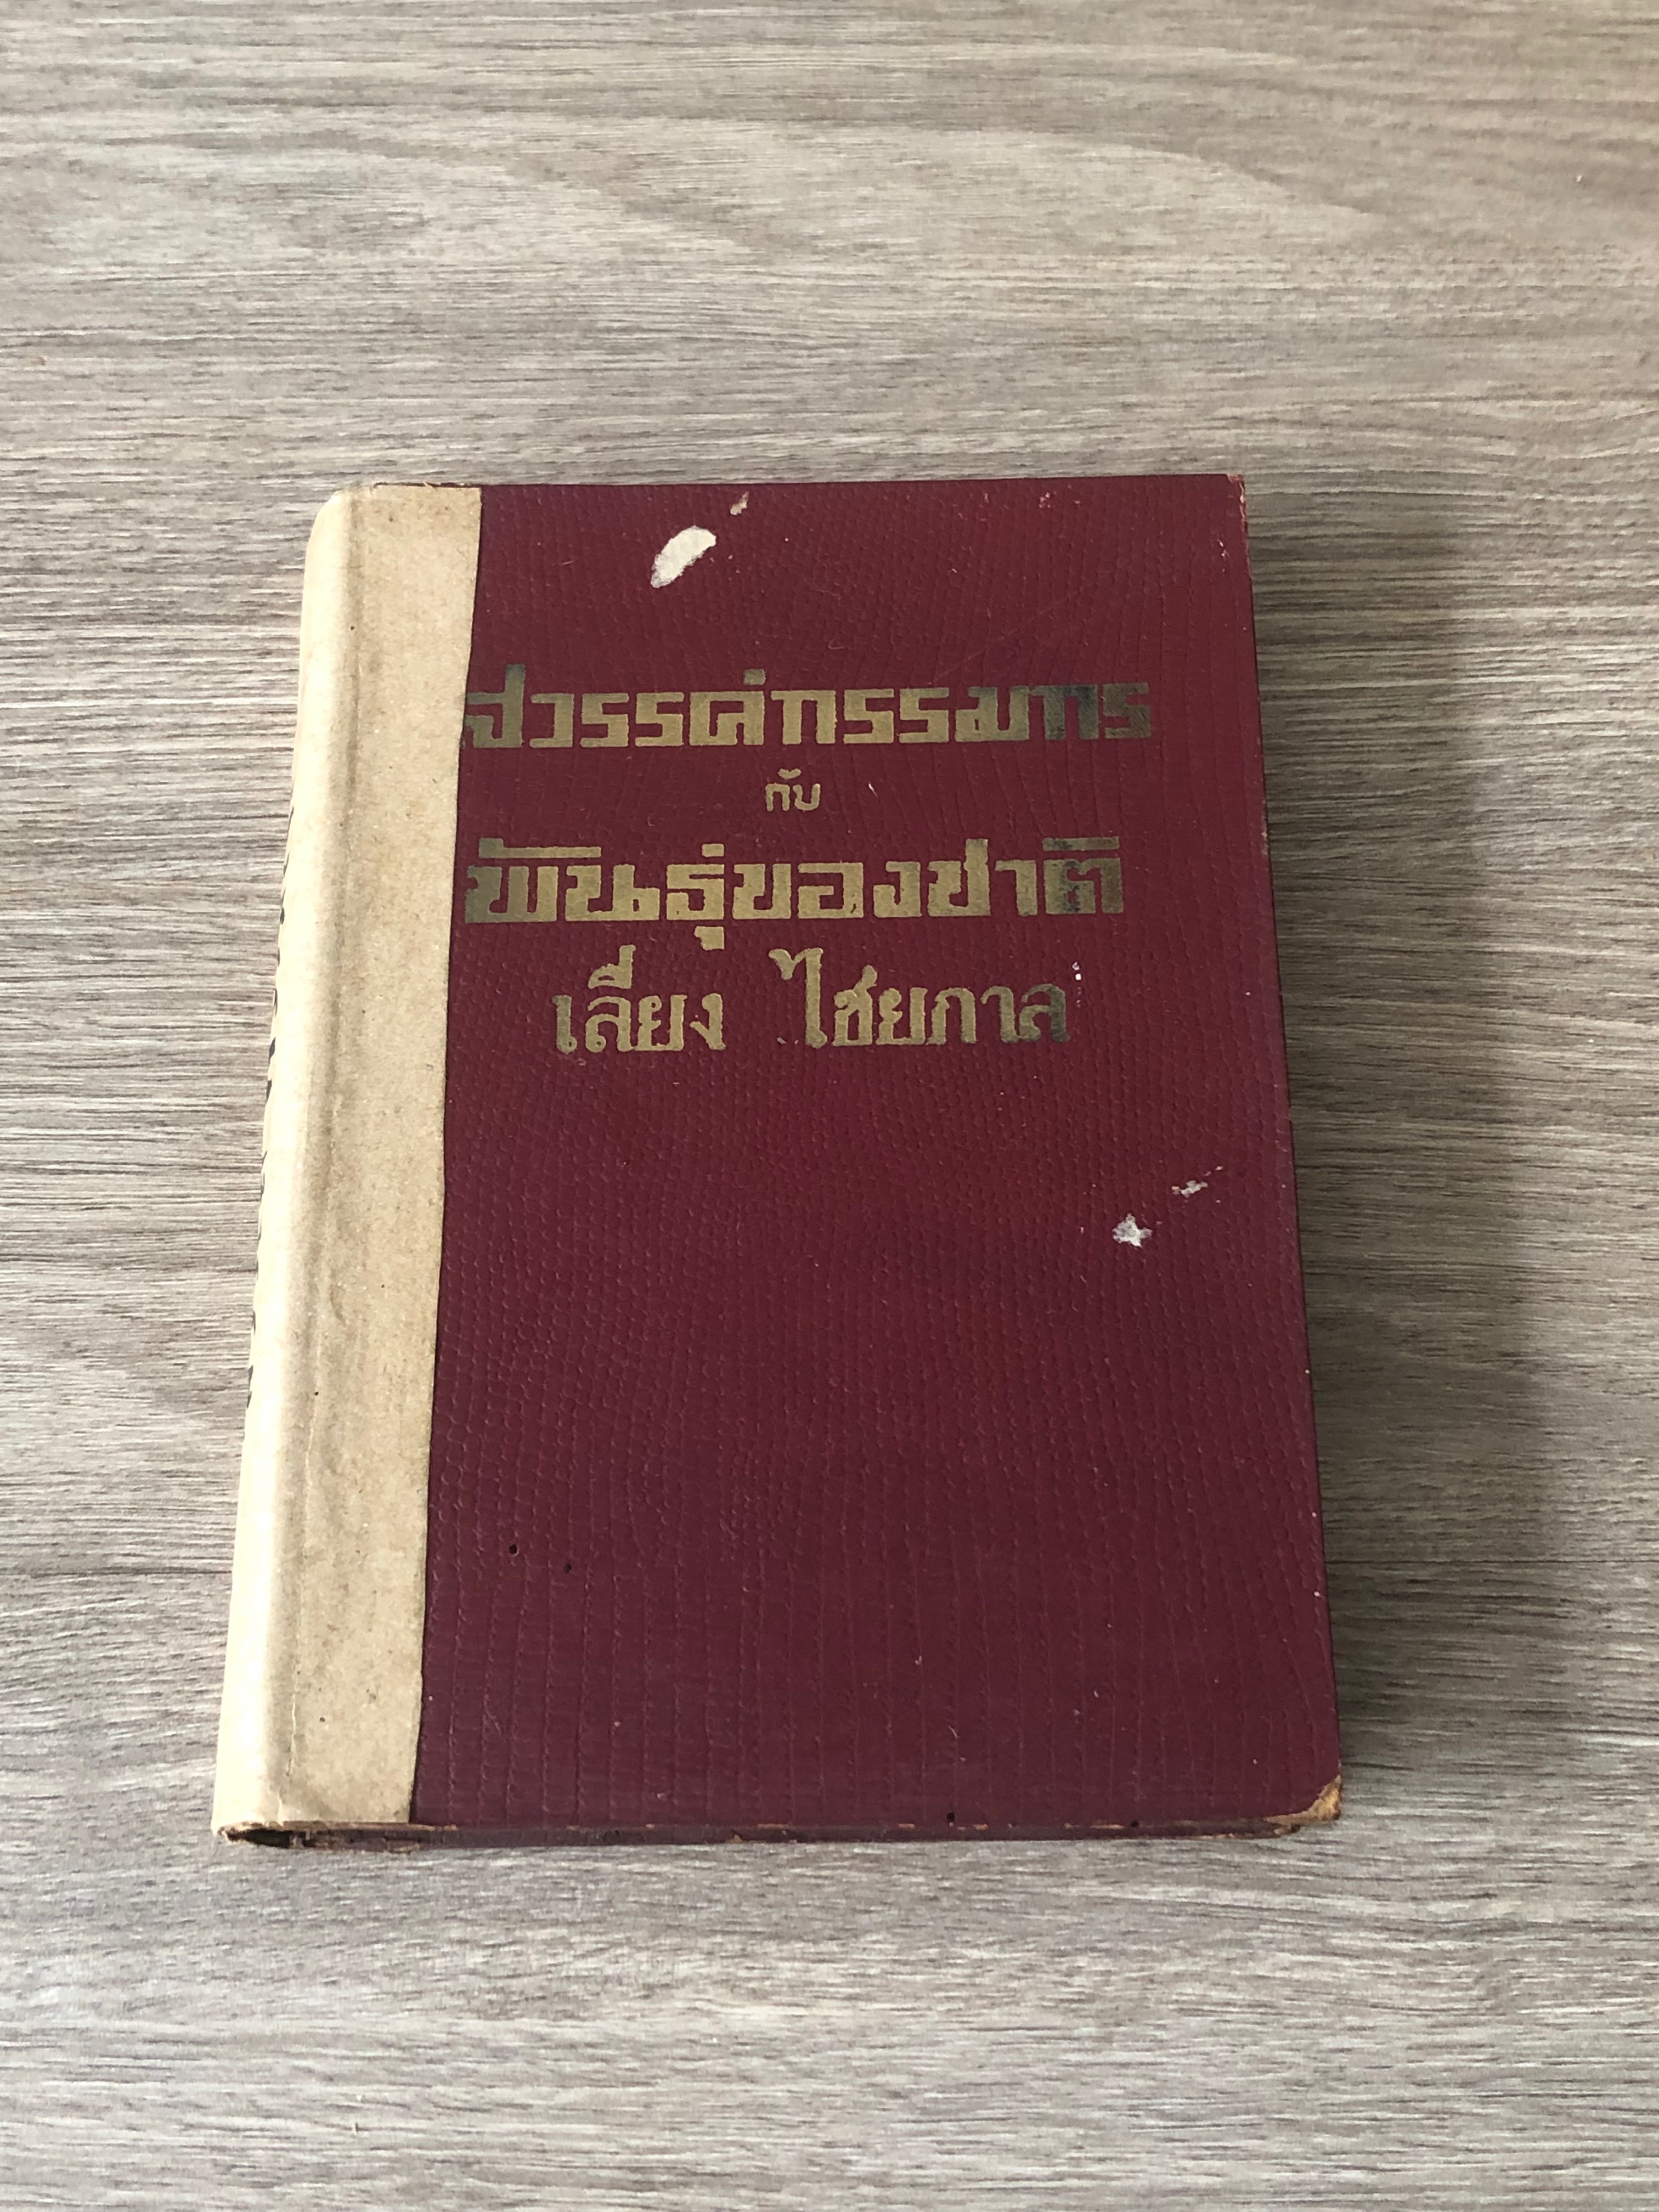 สวรรค์กรรมกร
กับ
พันธุ์ของชาติ
เลี่ยง ไชยกาล